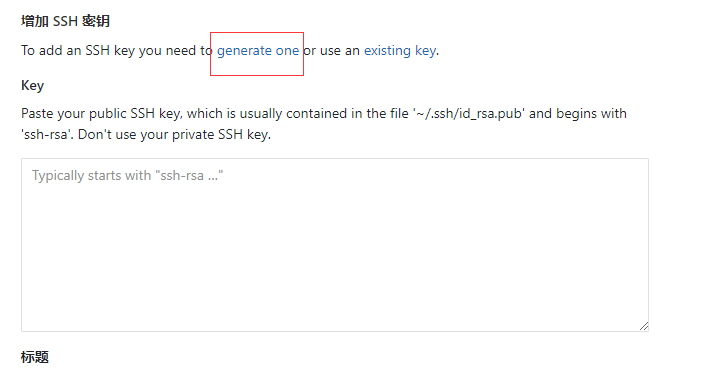 增加 SSH 密钥
To add an SSH key you need to generate one or use an existing key.
Key
Paste your public SSH key, which is usually contained in the file '~/.ssh/id_rsa.pub' and begins with
'ssh-rsa'. Don't use your private SSH key.
Typically starts with "ssh-rsa ..."
标题